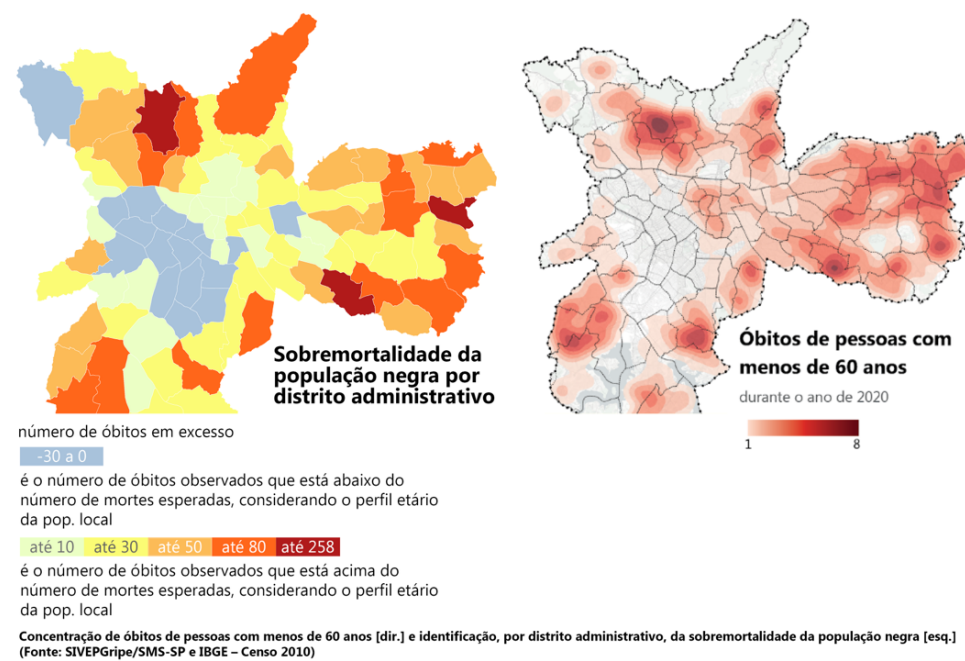 Sobremortalidade da
população negra por
distrito administrativo
número de óbitos em excesso
-30 a 0
é o número de óbitos observados que está abaixo do
número de mortes esperadas, considerando o perfil etário
da pop. local
até 10 até 30 até 50 até 80 até 258
é o número de óbitos observados que está acima do
número de mortes esperadas, considerando o perfil etário
da pop. local
Óbitos de pessoas com
menos de 60 anos
durante o ano de 2020
1 8
Concentração de óbitos de pessoas com menos de 60 anos [dir.] e identificação, por distrito administrativo, da sobremortalidade da população negra [esq.]
(Fonte: SIVEPGripe/SMS-SP e IBGE – Censo 2010)